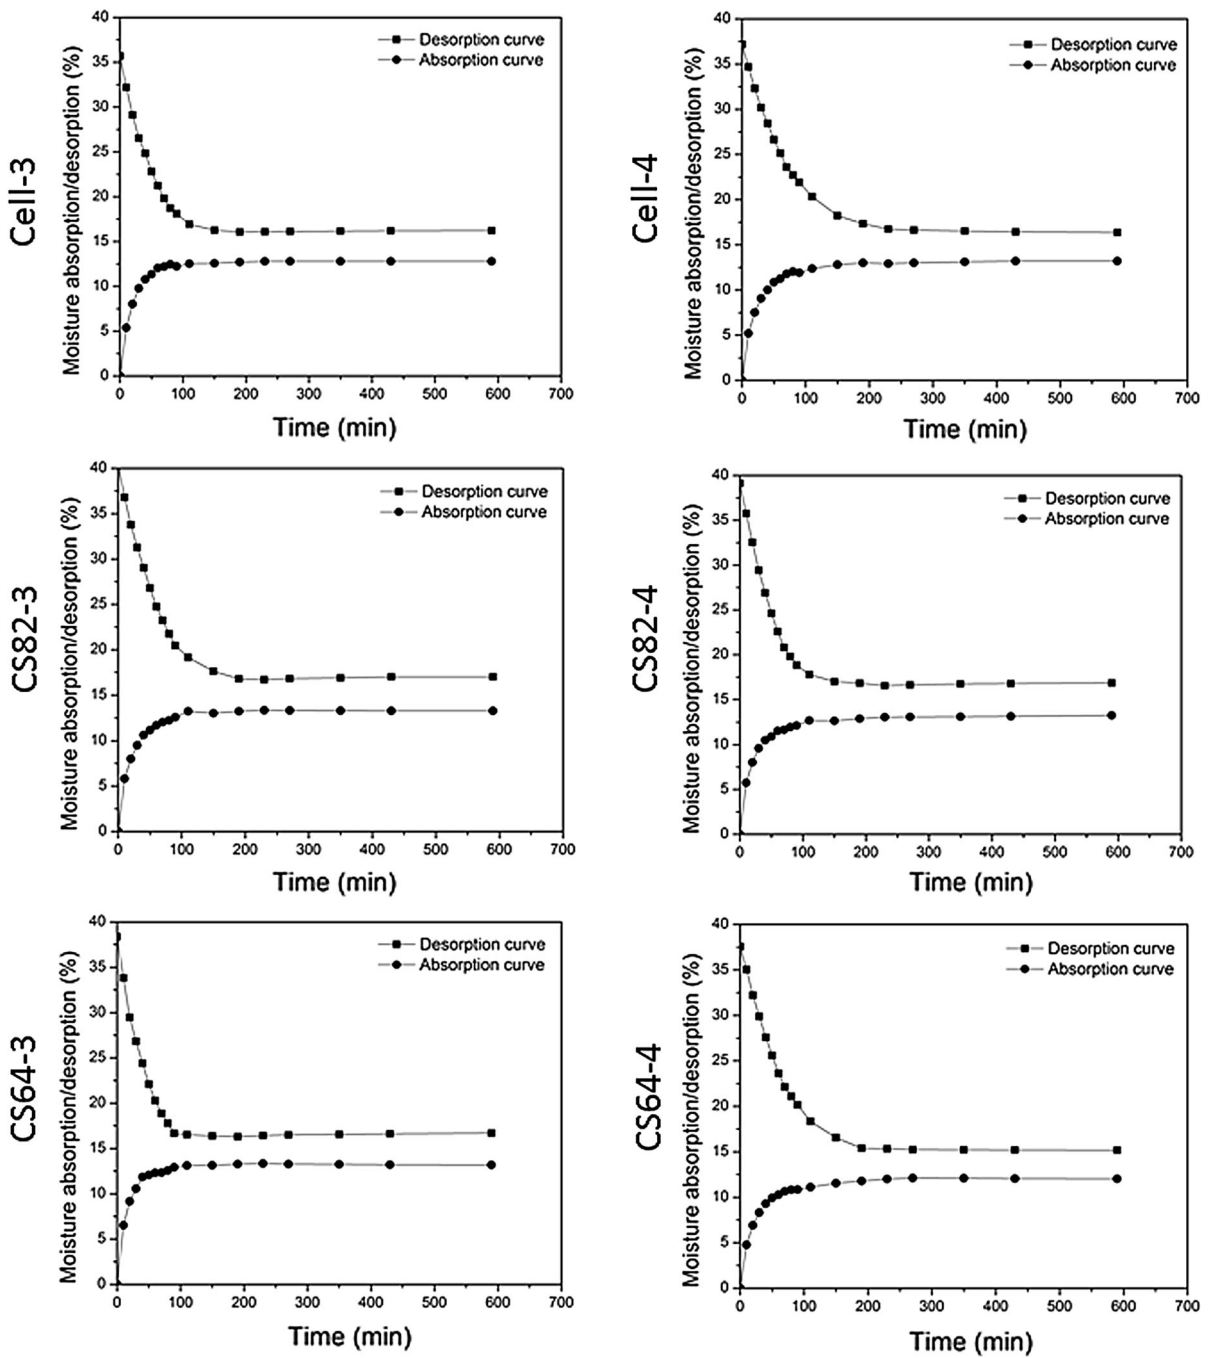 Cell-3
Moisture absorption/desorption (%)
40
35
30
25
20
15
10
5
0
Desorption curve
Absorption curve
0 100 200 300 400 500 600 700
Time (min)
Cell-4
Moisture absorption/desorption (%)
40
35
30
25
20
15
10
5
0
Desorption curve
Absorption curve
0 100 200 300 400 500 600 700
Time (min)
CS82-3
Moisture absorption/desorption (%)
40
35
30
25
20
15
10
5
0
Desorption curve
Absorption curve
0 100 200 300 400 500 600 700
Time (min)
CS82-4
Moisture absorption/desorption (%)
40
35
30
25
20
15
10
5
0
Desorption curve
Absorption curve
0 100 200 300 400 500 600 700
Time (min)
CS64-3
Moisture absorption/desorption (%)
40
35
30
25
20
15
10
5
0
Desorption curve
Absorption curve
0 100 200 300 400 500 600 700
Time (min)
CS64-4
Moisture absorption/desorption (%)
40
35
30
25
20
15
10
5
0
Desorption curve
Absorption curve
0 100 200 300 400 500 600 700
Time (min)